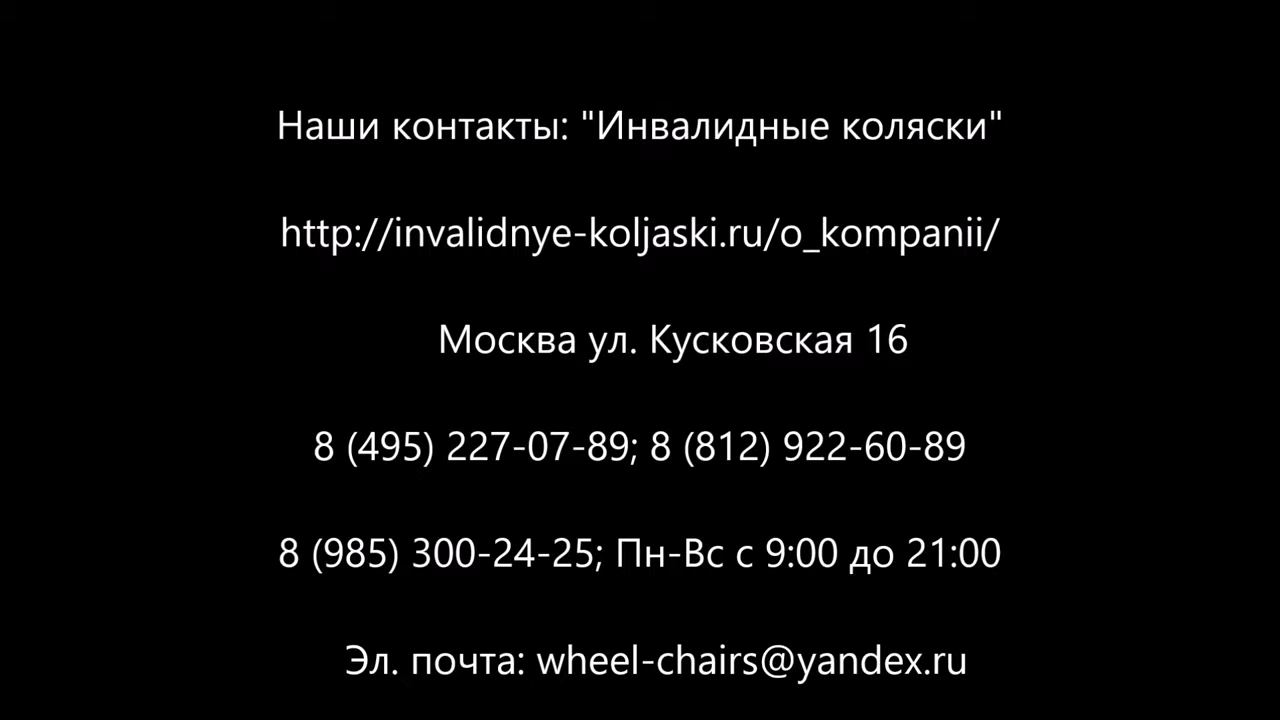 Наши контакты: "Инвалидные коляски"
http://invalidnye-koljaski.ru/o_kompanii/
Москва ул. Кусковская 16
8 (495) 227-07-89; 8 (812) 922-60-89
8 (985) 300-24-25; Пн-Вс с 9:00 до 21:00
Эл. почта: wheel-chairs@yandex.ru